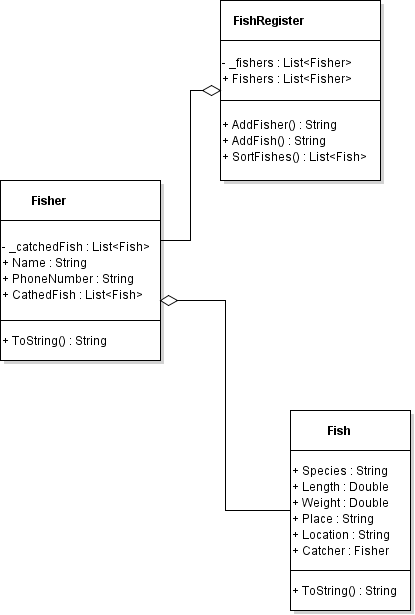 FishRegister
- _fishers : List<Fisher>
+ Fishers : List<Fisher>
+ AddFisher() : String
+ AddFish() : String
+ SortFishes() : List<Fish>
Fisher
- _catchedFish : List<Fish>
+ Name : String
+ PhoneNumber : String
+ CathedFish : List<Fish>
+ ToString() : String
Fish
+ Species : String
+ Length : Double
+ Weight : Double
+ Place : String
+ Location : String
+ Catcher : Fisher
+ ToString() : String